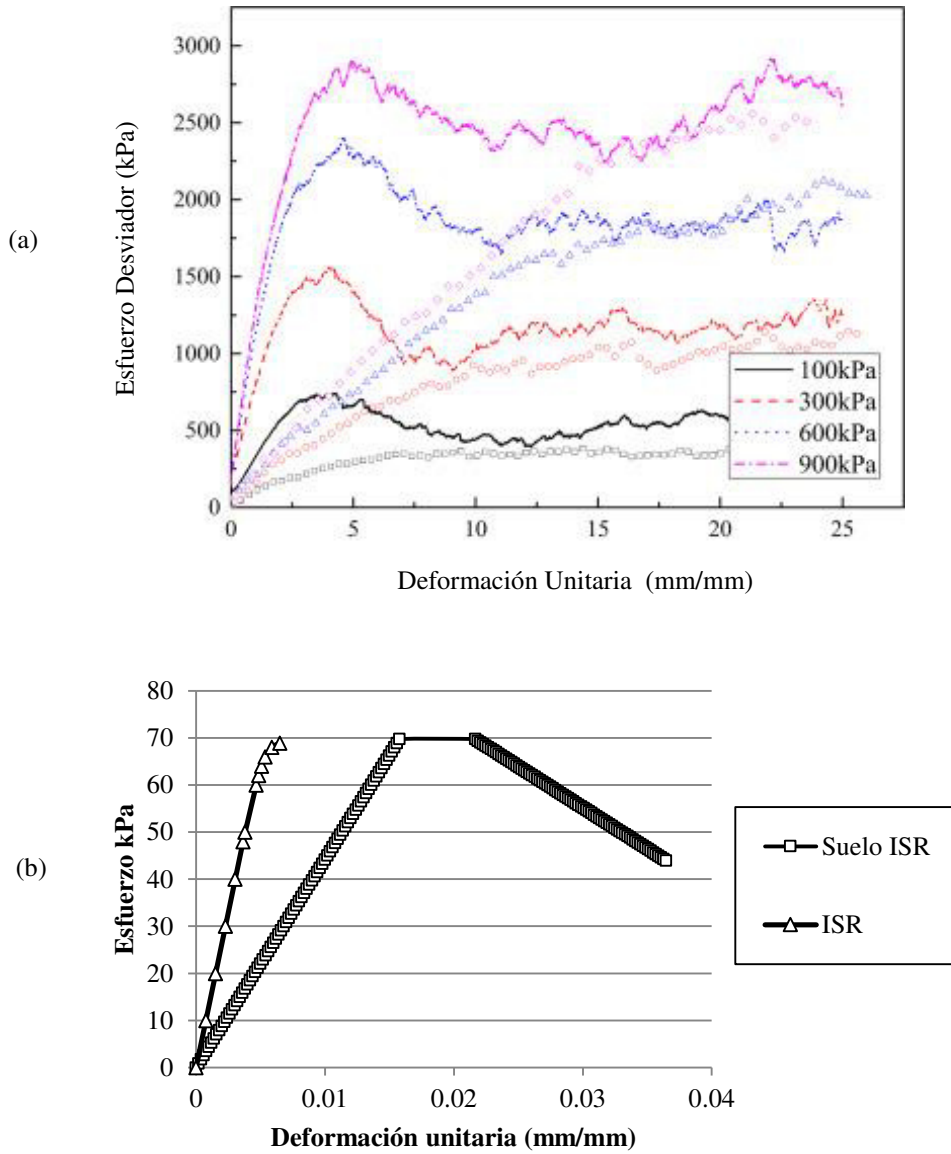 (a)
Esfuerzo Desviador (kPa)
3000
2500
2000
1500
1000
500
0
0 5 10 15 20 25
100kPa
300kPa
600kPa
900kPa
Deformación Unitaria (mm/mm)
(b)
Esfuerzo kPa
80
70
60
50
40
30
20
10
0
0 0.01 0.02 0.03 0.04
Deformación unitaria (mm/mm)
Suelo ISR
ISR